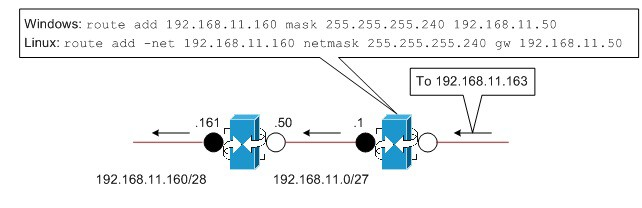 Windows: route add 192.168.11.160 mask 255.255.255.240 192.168.11.50
Linux: route add -net 192.168.11.160 netmask 255.255.255.240 gw 192.168.11.50
To 192.168.11.163
.161
.50
.1
192.168.11.160/28
192.168.11.0/27